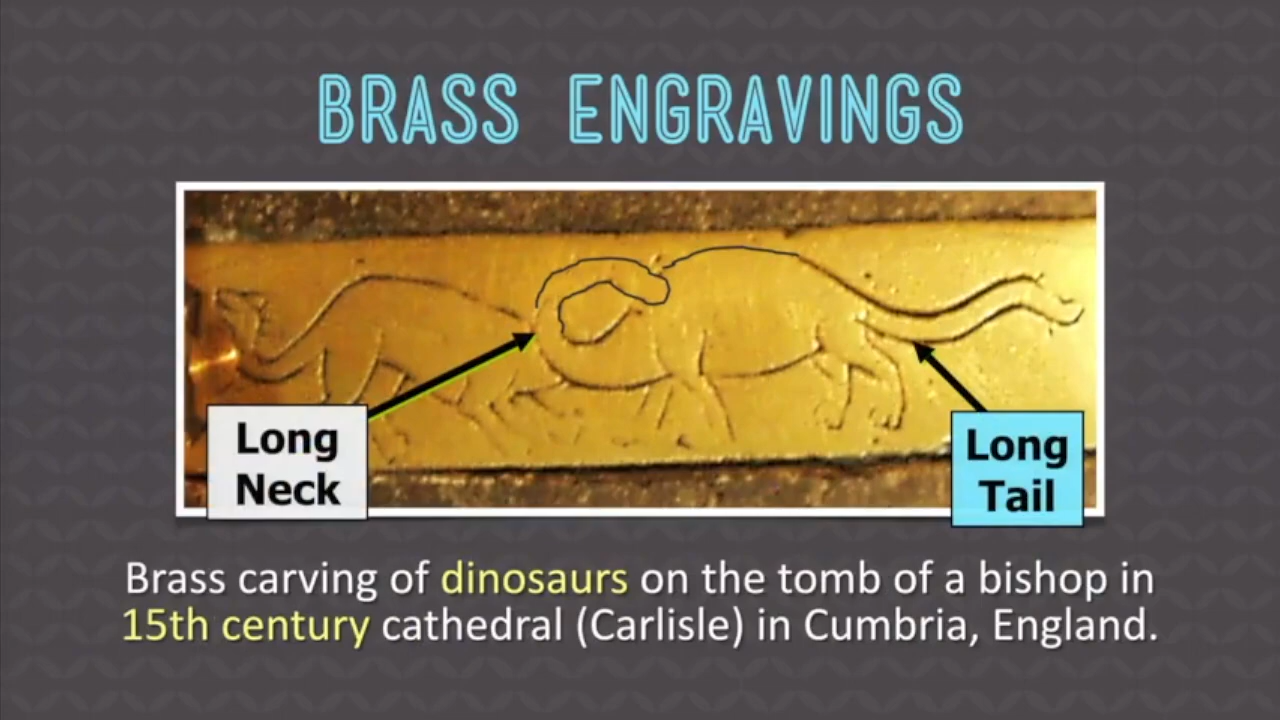 BRASS ENGRAVINGS
Long
Neck
Long
Tail
Brass carving of dinosaurs on the tomb of a bishop in
15th century cathedral (Carlisle) in Cumbria, England.